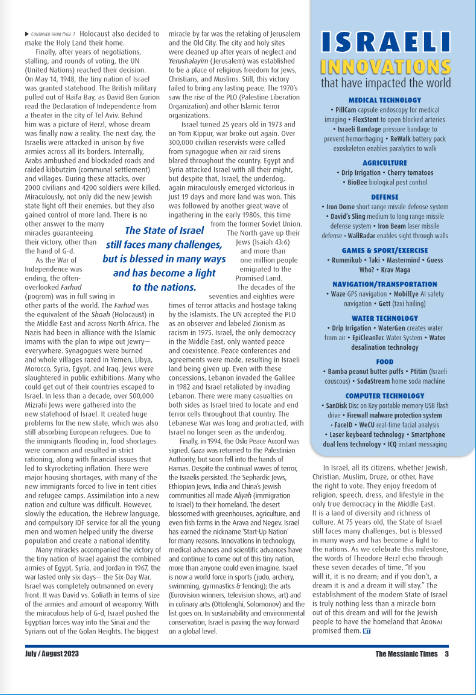 ▶ CONTINUED FROM PAGE 1 Holocaust also decided to
make the Holy Land their home.
Finally, after years of negotiations,
stalling, and rounds of voting, the UN
(United Nations) reached their decision.
On May 14, 1948, the tiny nation of Israel
was granted statehood. The British military
pulled out of Haifa Bay, as David Ben Gurion
read the Declaration of Independence from
a theater in the city of Tel Aviv. Behind
him was a picture of Herzl, whose dream
was finally now a reality. The next day, the
Israelis were attacked in unison by five
armies across all its borders. Internally,
Arabs ambushed and blockaded roads and
raided kibbutzim (communal settlement)
and villages. During these attacks, over
2000 civilians and 4200 soldiers were killed.
Miraculously, not only did the new Jewish
state fight off their enemies, but they also
gained control of more land. There is no
other answer to the many
miracles guaranteeing
their victory, other than
the hand of G-d.
As the War of
Independence was
ending, the often-
overlooked Farhud
(pogrom) was in full swing in
other parts of the world. The Farhud was
the equivalent of the Shoah (Holocaust) in
the Middle East and across North Africa. The
Nazis had been in alliance with the Islamic
imams with the plan to wipe out Jewry—
everywhere. Synagogues were burned
and whole villages razed in Yemen, Libya,
Morocco, Syria, Egypt, and Iraq. Jews were
slaughtered in public exhibitions. Many who
could get out of their countries escaped to
Israel. In less than a decade, over 500,000
Mizrahi Jews were gathered into the
new statehood of Israel. It created huge
problems for the new state, which was also
still absorbing European refugees. Due to
the immigrants flooding in, food shortages
were common and resulted in strict
rationing, along with financial issues that
led to skyrocketing inflation. There were
major housing shortages, with many of the
new immigrants forced to live in tent cities
and refugee camps. Assimilation into a new
nation and culture was difficult. However,
slowly the education, the Hebrew language,
and compulsory IDF service for all the young
men and women helped unify the diverse
population and create a national identity.
Many miracles accompanied the victory of
the tiny nation of Israel against the combined
armies of Egypt, Syria, and Jordan in 1967, the
war lasted only six days— the Six-Day War.
Israel was completely outmanned on every
front. It was David vs. Goliath in terms of size
of the armies and amount of weaponry. With
the miraculous help of G-d, Israel pushed the
Egyptian forces way into the Sinai and the
Syrians out of the Golan Heights. The biggest
miracle by far was the retaking of Jerusalem
and the Old City. The city and holy sites
were cleaned up after years of neglect and
Yerushalayim (Jerusalem) was established
to be a place of religious freedom for Jews,
Christians, and Muslims. Still, this victory
failed to bring any lasting peace. The 1970's
saw the rise of the PLO (Palestine Liberation
Organization) and other Islamic terror
organizations.
Israel turned 25 years old in 1973 and
on Yom Kippur, war broke out again. Over
300,000 civilian reservists were called
from synagogue when air raid sirens
blared throughout the country. Egypt and
Syria attacked Israel with all their might,
but despite that, Israel, the underdog,
again miraculously emerged victorious in
just 19 days and more land was won. This
was followed by another great wave of
ingathering in the early 1980s, this time
from the former Soviet Union.
The North gave up their
Jews (Isaiah 43:6)
and more than
one million people
emigrated to the
Promised Land.
The decades of the
seventies and eighties were
times of terror attacks and hostage taking
by the Islamists. The UN accepted the PLO
as an observer and labeled Zionism as
racism in 1975. Israel, the only democracy
in the Middle East, only wanted peace
and coexistence. Peace conferences and
agreements were made, resulting in Israeli
land being given up. Even with these
concessions, Lebanon invaded the Galilee
in 1982 and Israel retaliated by invading
Lebanon. There were many casualties on
both sides as Israel tried to locate and end
terror cells throughout that country. The
Lebanese War was long and protracted, with
Israel no longer seen as the underdog.
Finally, in 1994, the Oslo Peace Accord was
signed. Gaza was returned to the Palestinian
Authority, but soon fell into the hands of
Hamas. Despite the continual waves of terror,
the Israelis persisted. The Sephardic Jews,
Ethiopian Jews, India and China's Jewish
communities all made Aliyah (immigration
to Israel) to their homeland. The desert
blossomed with greenhouses, agriculture, and
even fish farms in the Arava and Negev. Israel
has earned the nickname 'Start-Up Nation'
for many reasons. Innovations in technology,
medical advances and scientific advances have
and continue to come out of this tiny nation,
more than anyone could even imagine. Israel
is now a world force in sports (judo, archery,
swimming, gymnastics & fencing); the arts
(Eurovision winners, television shows, art) and
in culinary arts (Ottolenghi, Solomonov) and the
list goes on. In sustainability and environmental
conservation, Israel is paving the way forward
on a global level.
The State of Israel
still faces many challenges,
but is blessed in many ways
and has become a light
to the nations.
ISRAELI
INNOVATIONS
that have impacted the world
MEDICAL TECHNOLOGY
• PillCam capsule endoscopy for medical
imaging • FlexStent to open blocked arteries
• Israeli Bandage pressure bandage to
prevent hemorrhaging • ReWalk battery pack
exoskeleton enables paralytics to walk
AGRICULTURE
• Drip Irrigation • Cherry tomatoes
• BioBee biological pest control
DEFENSE
• Iron Dome short range missile defense system
• David's Sling medium to long range missile
defense system • Iron Beam laser missile
defense • WallRadar enables sight through walls
GAMES & SPORT/EXERCISE
• Rummikub • Taki • Mastermind • Guess
Who? • Krav Maga
NAVIGATION/TRANSPORTATION
• Waze GPS navigation • MobilEye AI safety
navigation • Gett (taxi hailing)
WATER TECHNOLOGY
• Drip Irrigation • WaterGen creates water
from air • EpiCleanTec Water System • Water
desalination technology
FOOD
• Bamba peanut butter puffs • Ptitim (Israeli
couscous) • SodaStream home soda machine
COMPUTER TECHNOLOGY
• SanDisk Disc on Key portable memory USB flash
drive • Firewall malware protection system
• FaceID • WeCU real-time facial analysis
• Laser keyboard technology • Smartphone
dual lens technology • ICQ instant messaging
In Israel, all its citizens, whether Jewish,
Christian, Muslim, Druze, or other, have
the right to vote. They enjoy freedom of
religion, speech, dress, and lifestyle in the
only true democracy in the Middle East.
It is a land of diversity and richness of
culture. At 75 years old, the State of Israel
still faces many challenges, but is blessed
in many ways and has become a light to
the nations. As we celebrate this milestone,
the words of Theodor Herzl echo through
these seven decades of time, "If you
will it, it is no dream; and if you don't, a
dream it is and a dream it will stay." The
establishment of the modern State of Israel
is truly nothing less than a miracle born
out of this dream and will for the Jewish
people to have the homeland that ADONAI
promised them. MT
July / August 2023
The Messianic Times 3